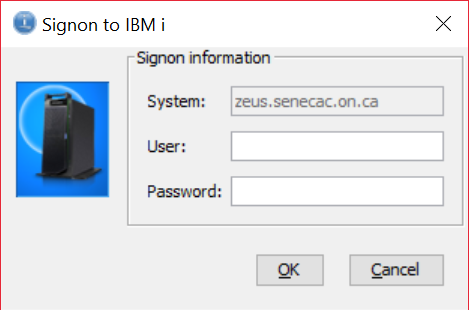 Signon to IBM i
Signon information
System: zeus.senecac.on.ca
User:
Password:
OK Cancel